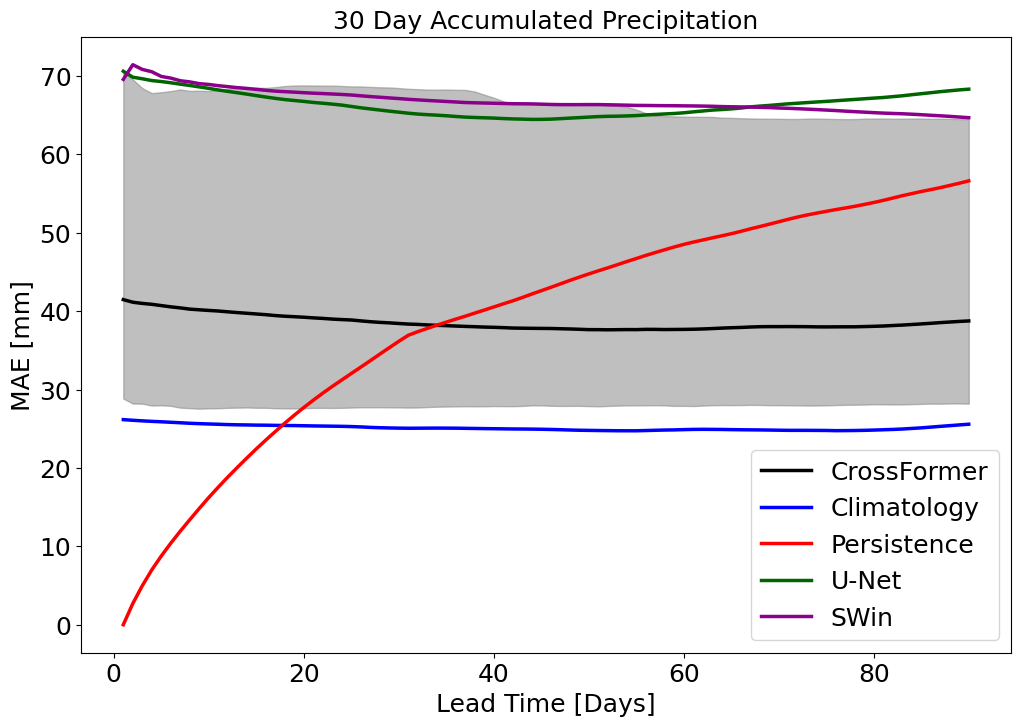 30 Day Accumulated Precipitation
MAE [mm]
70
60
50
40
30
20
10
0
0 20 40 60 80
Lead Time [Days]
CrossFormer
Climatology
Persistence
U-Net
SWin